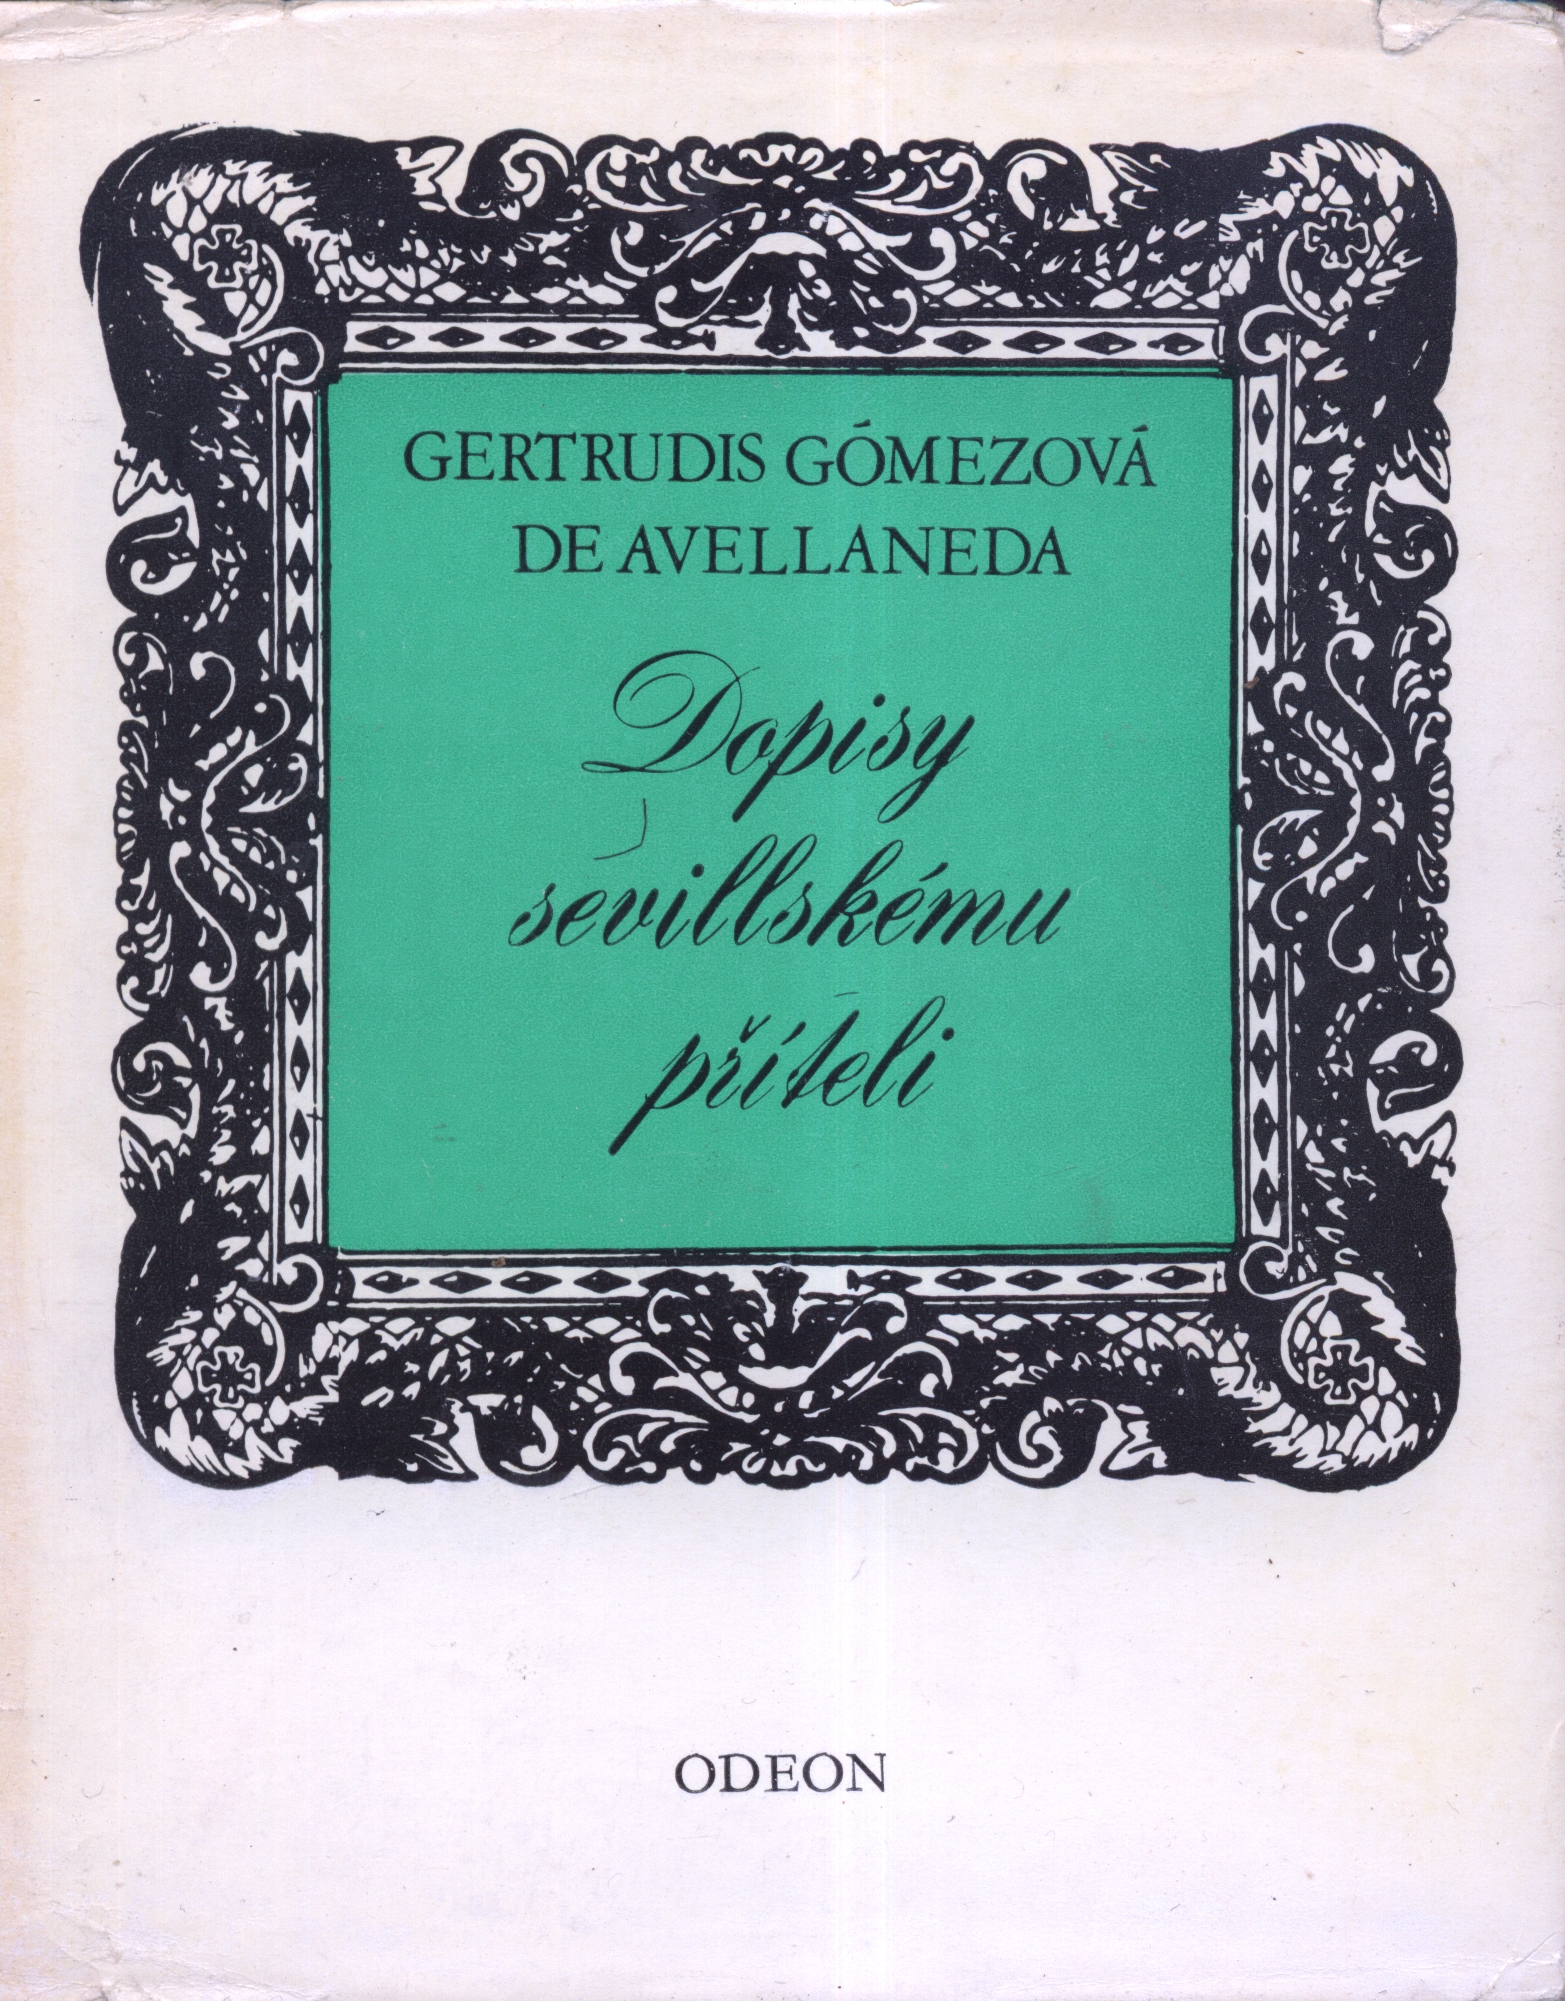 GERTRUDIS GÓMEZOVÁ
DE AVELLANEDA
Dopisy
sevillskému
příteli
ODEON